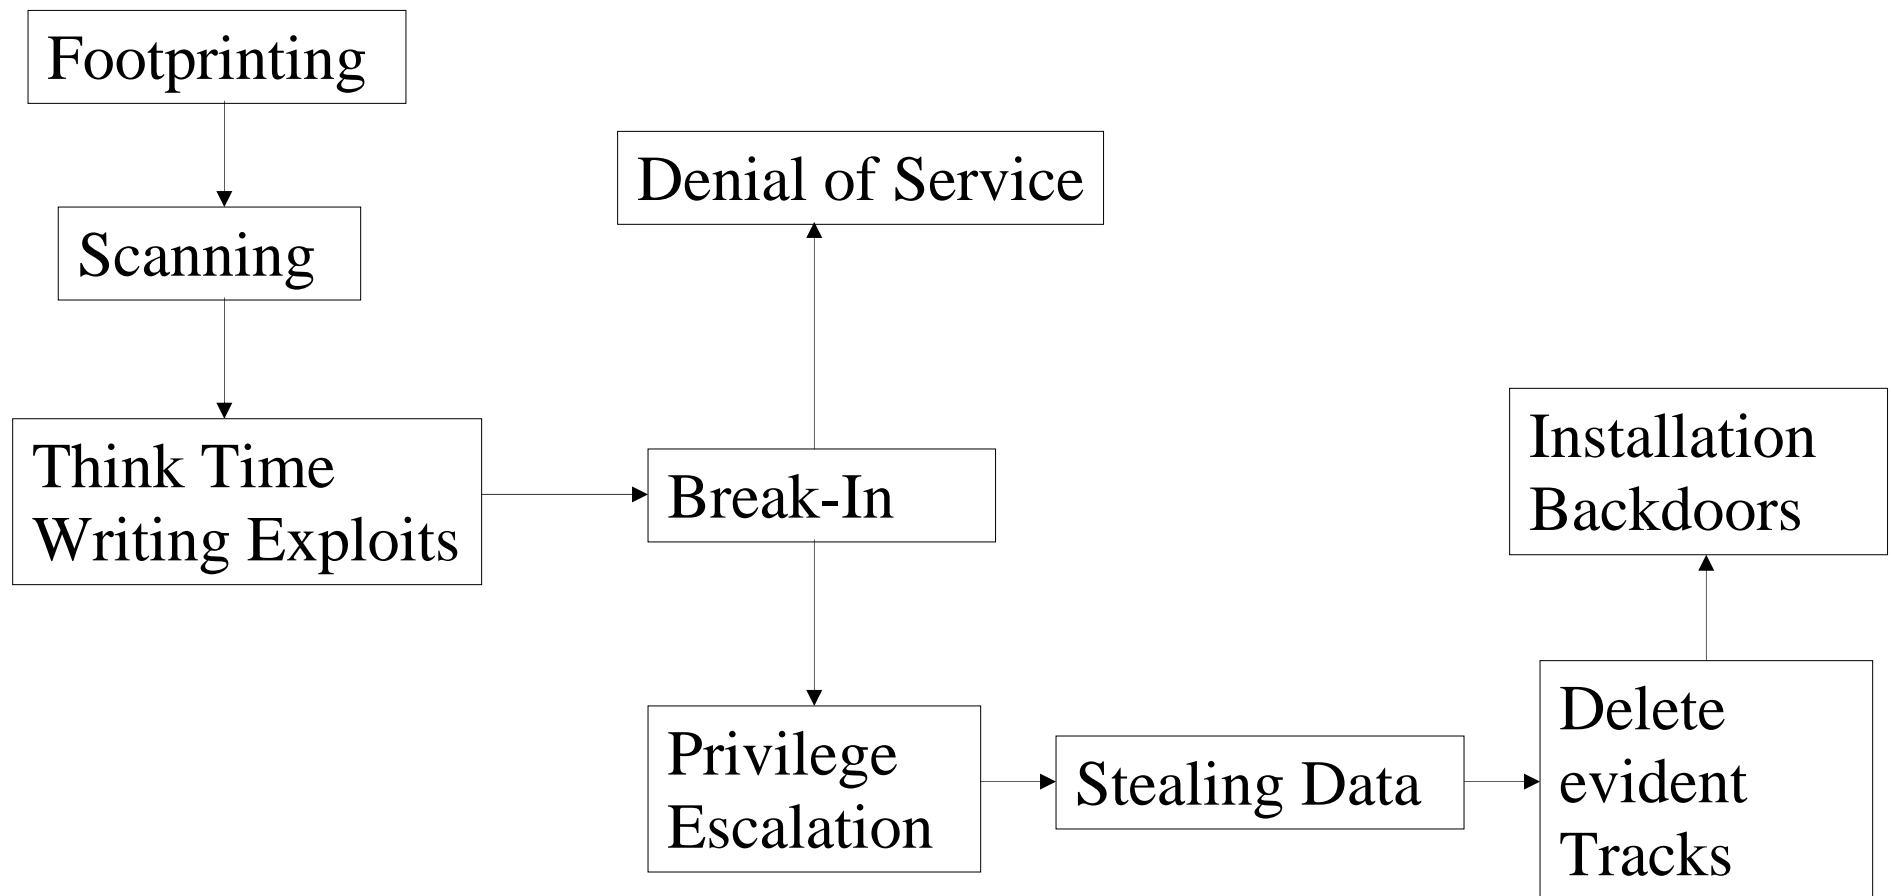 Footprinting
Scanning
Denial of Service
Think Time
Writing Exploits
Break-In
Installation
Backdoors
Privilege
Escalation
Stealing Data
Delete
evident
Tracks